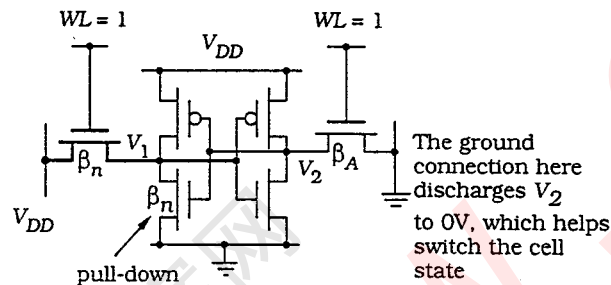 WL = 1
WL = 1
V_DD
V_1
β_n
V_2
β_A
β_n
V_DD
pull-down
The ground
connection here
discharges V_2
to 0V, which helps
switch the cell
state